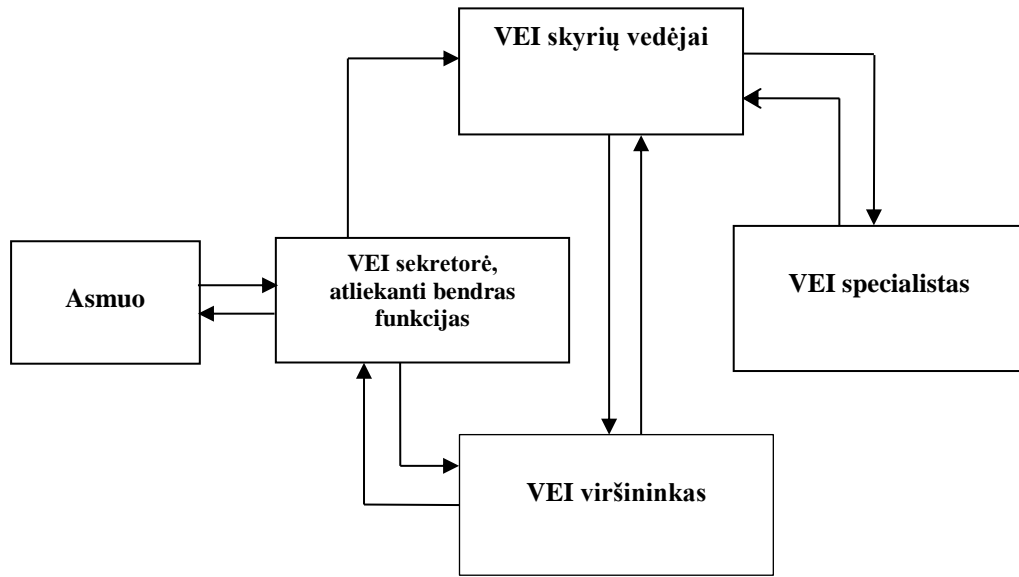 VEI skyrių vedėjai
Asmuo
VEI sekretorė,
atliekanti bendras
funkcijas
VEI specialistas
VEI viršininkas